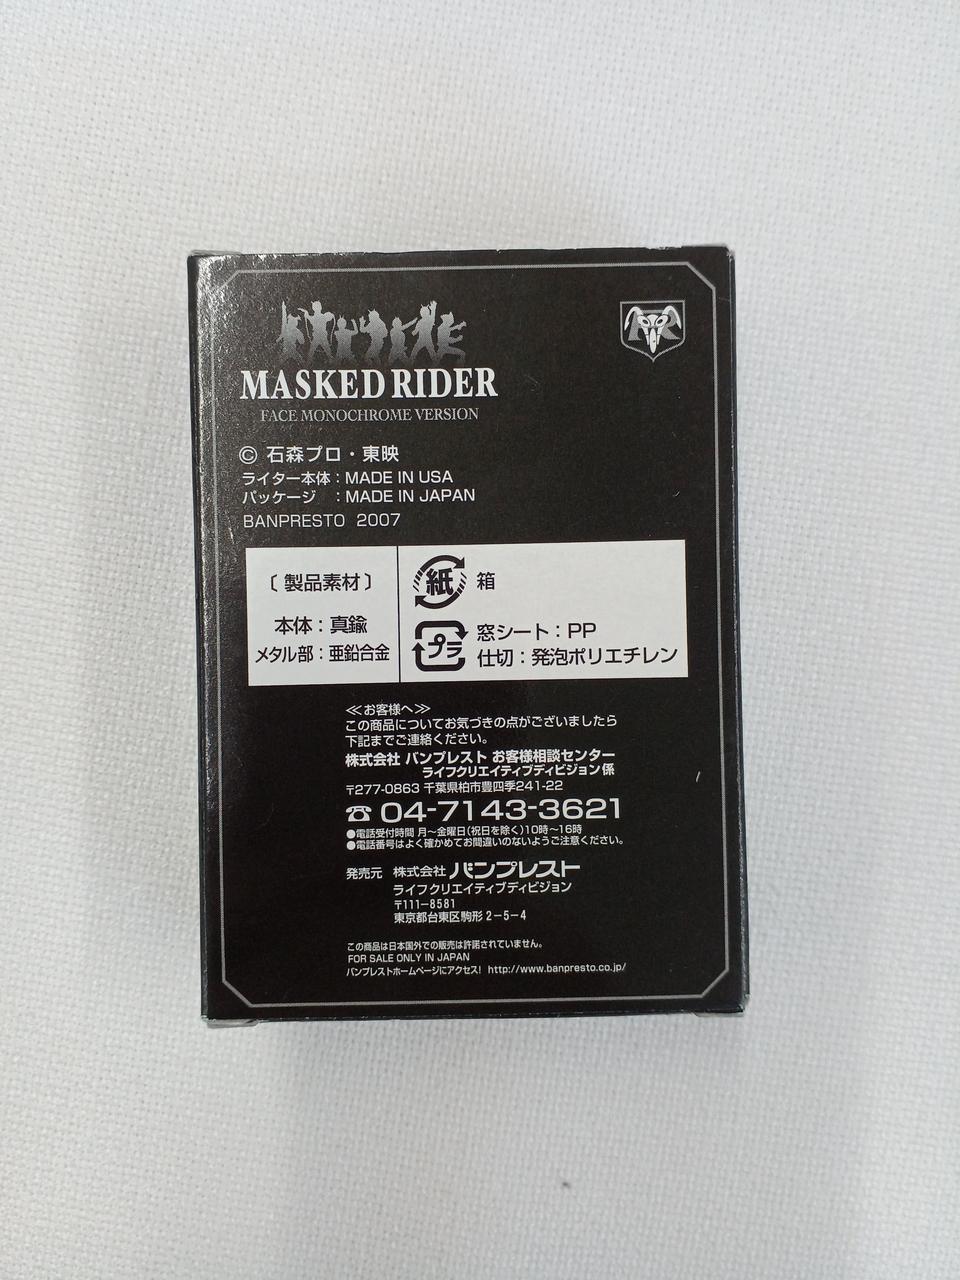 MASKED RIDER
FACE MONOCHROME VERSION
© 石森プロ・東映
ライター本体：MADE IN USA
パッケージ ：MADE IN JAPAN
BANPRESTO 2007
〔 製品素材 〕
本体：真鍮
メタル部：亜鉛合金
紙 箱
プラ 窓シート：PP
仕切：発泡ポリエチレン
≪お客様へ≫
この商品についてお気づきの点がございましたら
下記までご連絡ください。
株式会社 バンプレスト お客様相談センター
ライフクリエイティブディビジョン係
〒277-0863 千葉県柏市豊四季241-22
☎ 04-7143-3621
●電話受付時間 月～金曜日(祝日を除く)10時～16時
●電話番号はよく確かめてお間違いのないようご注意ください。
発売元 株式会社 バンプレスト
ライフクリエイティブディビジョン
〒111-8581
東京都台東区駒形 2－5－4
この商品は日本国外での販売は許諾されていません。
FOR SALE ONLY IN JAPAN
バンプレストホームページにアクセス! http://www.banpresto.co.jp/